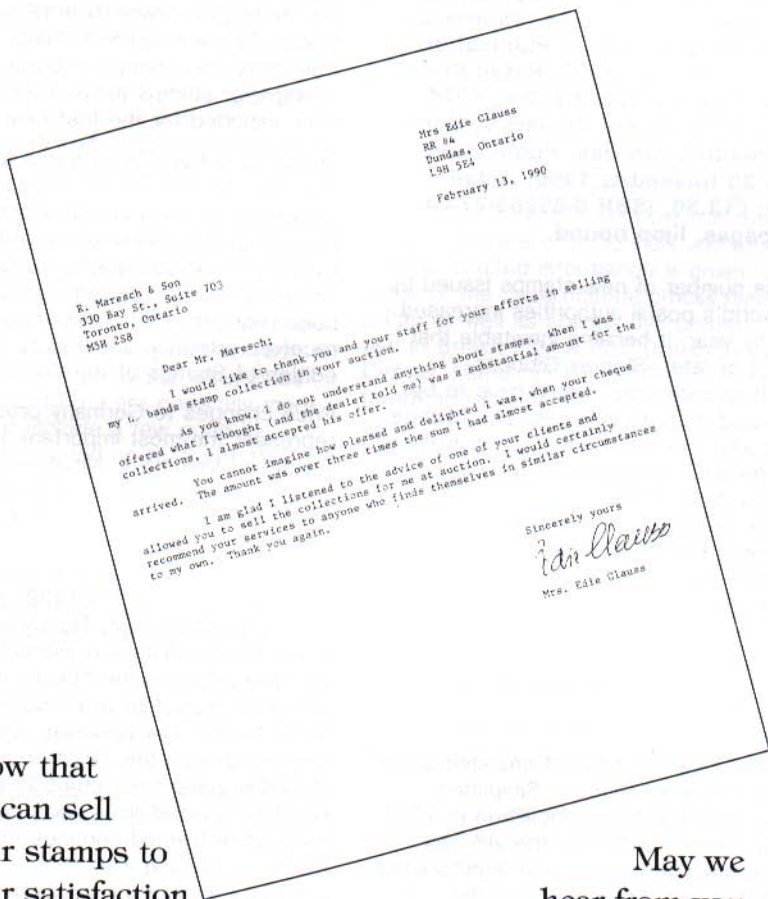 Mrs Edie Clauss
RR #4
Dundas, Ontario
L9H 5E4
February 13, 1990
R. Maresch & Son
330 Bay St., Suite 703
Toronto, Ontario
M5H 2S8
Dear Mr. Maresch:
I would like to thank you and your staff for your efforts in selling
my stamp collections in your auction.
As you know I do not understand anything about stamps. When I was
offered what I thought (and the dealer told me) was a substantial amount for the
collections, I almost accepted his offer.
You cannot imagine how pleased and delighted I was, when your cheque
arrived. The amount was over three times the sum I had almost accepted.
I am glad I listened to the advice of one of your clients and
allowed you to sell the collections for me at auction. I would certainly
recommend your services to anyone who finds themselves in similar circumstances
to my own. Thank you again.
Sincerely yours
Edie Clauss
Mrs. Edie Clauss
ow that
can sell
r stamps to
r satisfaction
May we
hear from you